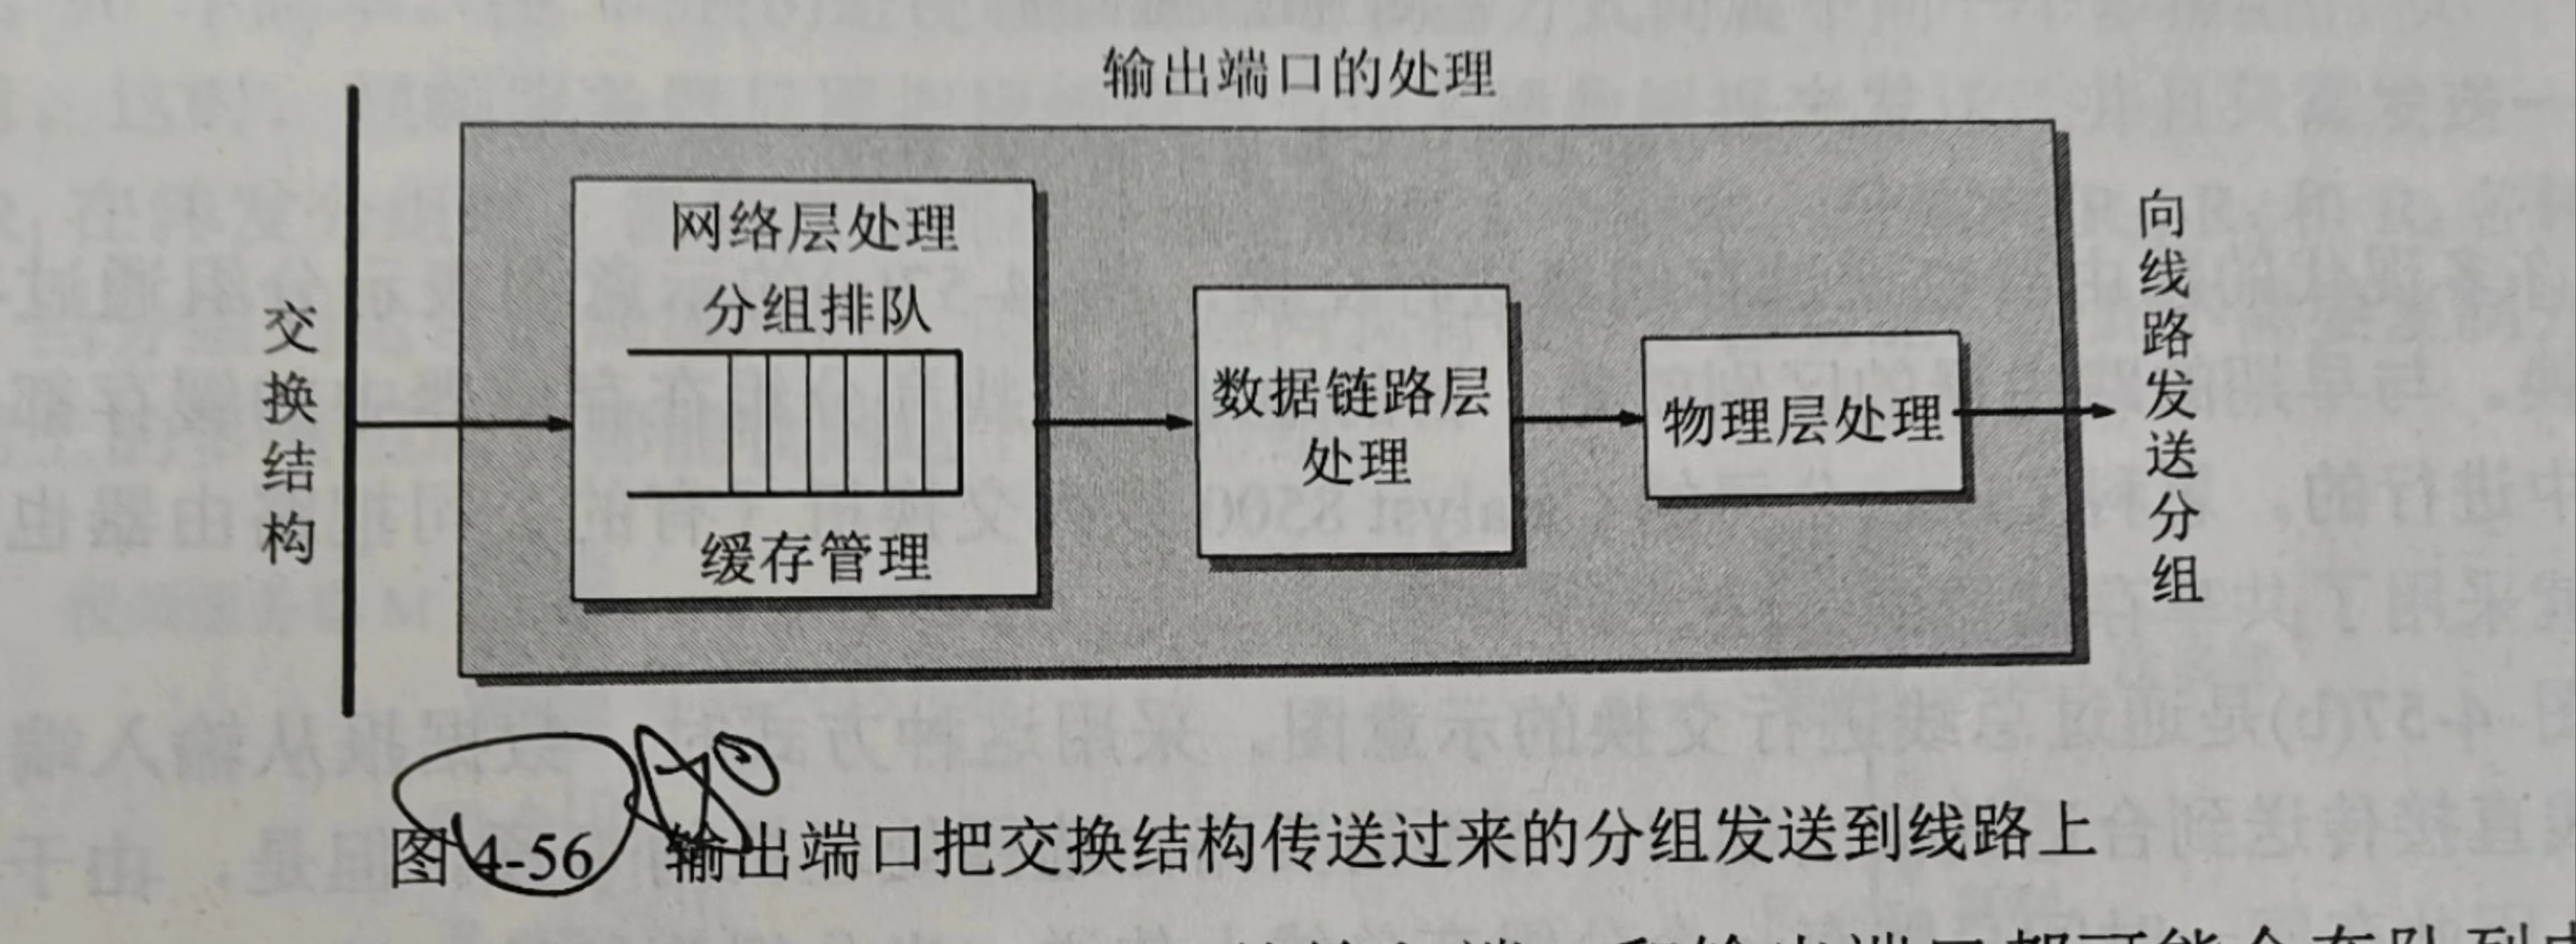 输出端口的处理
交换结构
网络层处理
分组排队
缓存管理
数据链路层
处理
物理层处理
向线路发送分组
图 4-56 输出端口把交换结构传送过来的分组发送到线路上